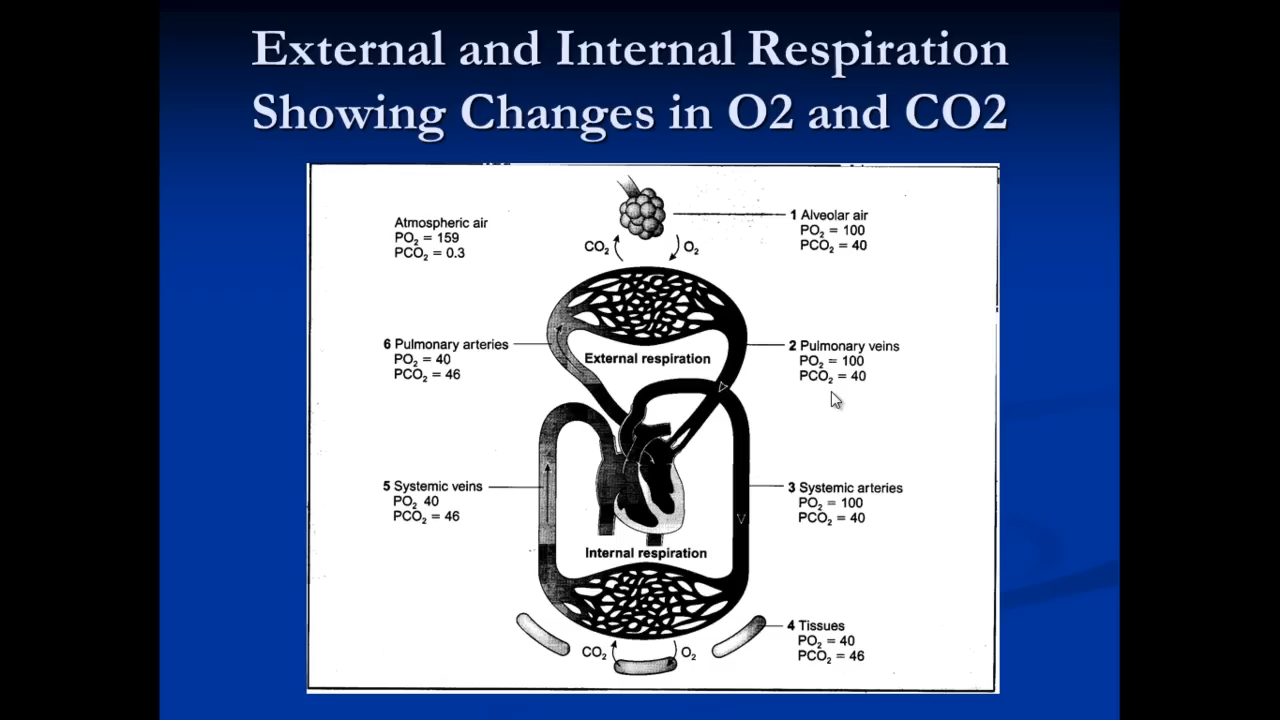 External and Internal Respiration
Showing Changes in O2 and CO2
Atmospheric air
PO₂ = 159
PCO₂ = 0.3
1 Alveolar air
PO₂ = 100
PCO₂ = 40
CO₂
O₂
6 Pulmonary arteries
PO₂ = 40
PCO₂ = 46
External respiration
2 Pulmonary veins
PO₂ = 100
PCO₂ = 40
5 Systemic veins
PO₂ 40
PCO₂ = 46
3 Systemic arteries
PO₂ = 100
PCO₂ = 40
Internal respiration
4 Tissues
PO₂ = 40
PCO₂ = 46
CO₂
O₂